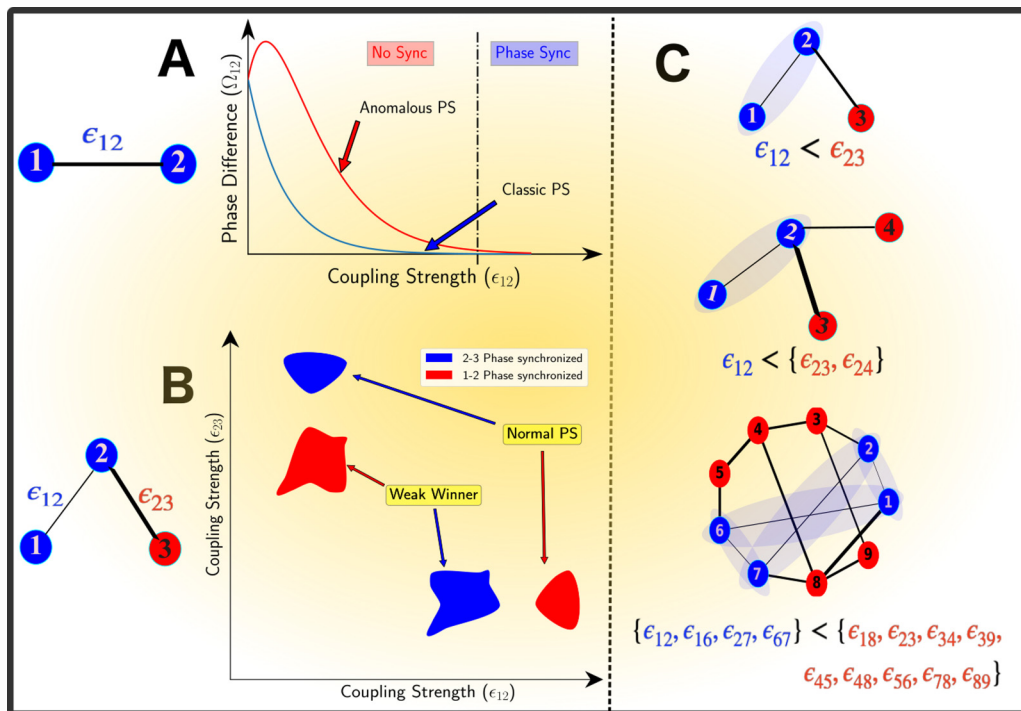 A
ϵ12
1 2
Phase Difference (Ω12)
No Sync
Phase Sync
Anomalous PS
Classic PS
Coupling Strength (ϵ12)
B
2
ϵ12
ϵ23
1
3
Coupling Strength (ϵ23)
2-3 Phase synchronized
1-2 Phase synchronized
Normal PS
Weak Winner
Coupling Strength (ϵ12)
C
2
1
3
ϵ12 < ϵ23
2
4
1
3
ϵ12 < {ϵ23, ϵ24}
3
4
2
5
1
6
9
7
8
{ϵ12, ϵ16, ϵ27, ϵ67} < {ϵ18, ϵ23, ϵ34, ϵ39,
ϵ45, ϵ48, ϵ56, ϵ78, ϵ89}